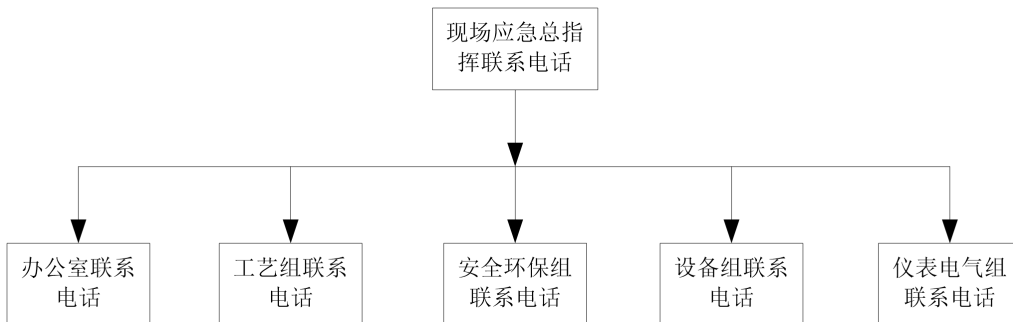 现场应急总指
挥联系电话
办公室联系
电话
工艺组联系
电话
安全环保组
联系电话
设备组联系
电话
仪表电气组
联系电话